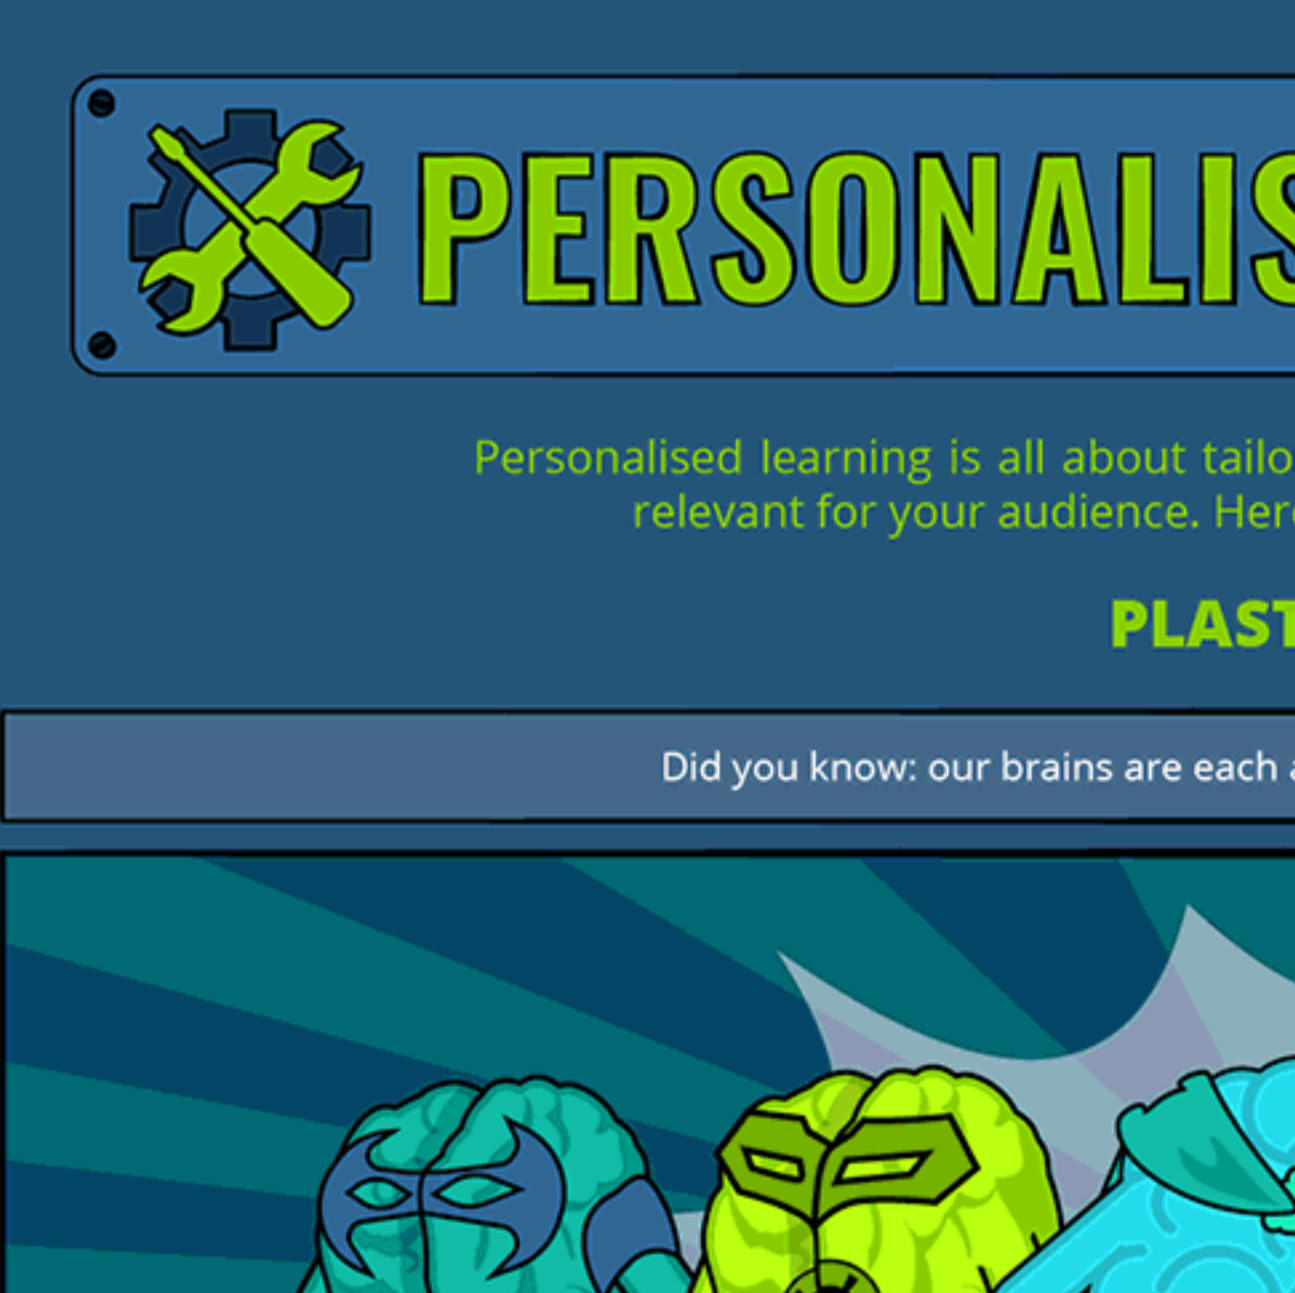 PERSONALIS
Personalised learning is all about tailo
relevant for your audience. Her
PLAST
Did you know: our brains are each a